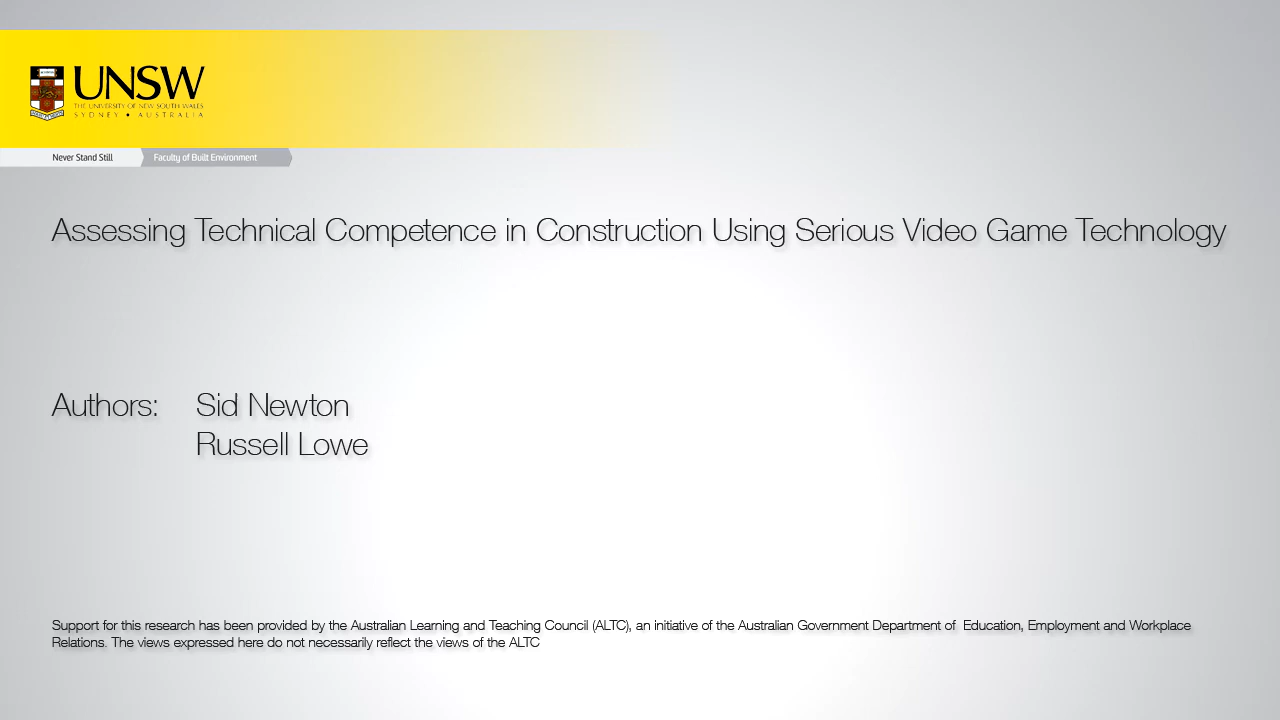 UNSW
THE UNIVERSITY OF NEW SOUTH WALES
SYDNEY • AUSTRALIA
Never Stand Still Faculty of Built Environment
Assessing Technical Competence in Construction Using Serious Video Game Technology
Authors: Sid Newton
Russell Lowe
Support for this research has been provided by the Australian Learning and Teaching Council (ALTC), an initiative of the Australian Government Department of Education, Employment and Workplace
Relations. The views expressed here do not necessarily reflect the views of the ALTC